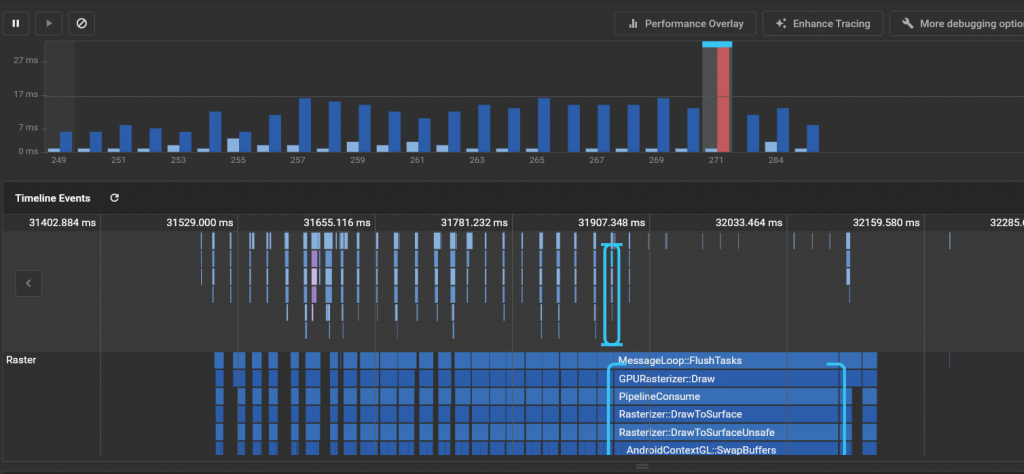 Performance Overlay
Enhance Tracing
More debugging optio
27 ms
17 ms
7 ms
0 ms
249 251 253 255 257 259 261 263 265 267 269 271 284
Timeline Events
31402.884 ms 31529.000 ms 31655.116 ms 31781.232 ms 31907.348 ms 32033.464 ms 32159.580 ms 32285.6
Raster
MessageLoop::FlushTasks
GPURasterizer::Draw
PipelineConsume
Rasterizer::DrawToSurface
Rasterizer::DrawToSurfaceUnsafe
AndroidContextGL::SwapBuffers